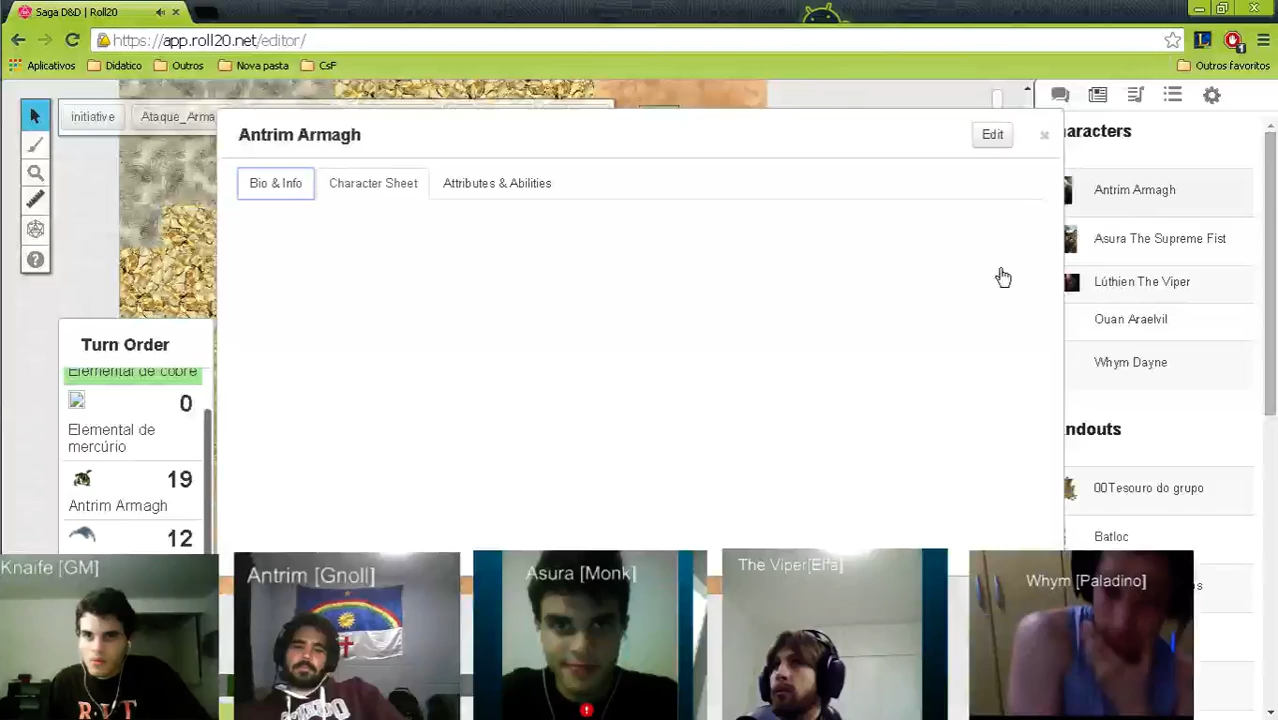 Saga D&D | Roll20
https://app.roll20.net/editor/
Aplicativos
Didatico
Outros
Nova pasta
CsF
Outros favoritos
initiative
Ataque_Arma
Antrim Armagh
Edit
Bio & Info
Character Sheet
Attributes & Abilities
Turn Order
Elemental de cobre
0
Elemental de
mercúrio
19
Antrim Armagh
12
haracters
Antrim Armagh
Asura The Supreme Fist
Lúthien The Viper
Ouan Araelvil
Whym Dayne
andouts
00Tesouro do grupo
Batloc
Knaife [GM]
Antrim [Gnoll]
Asura [Monk]
The Viper[Elfa]
Whym [Paladino]